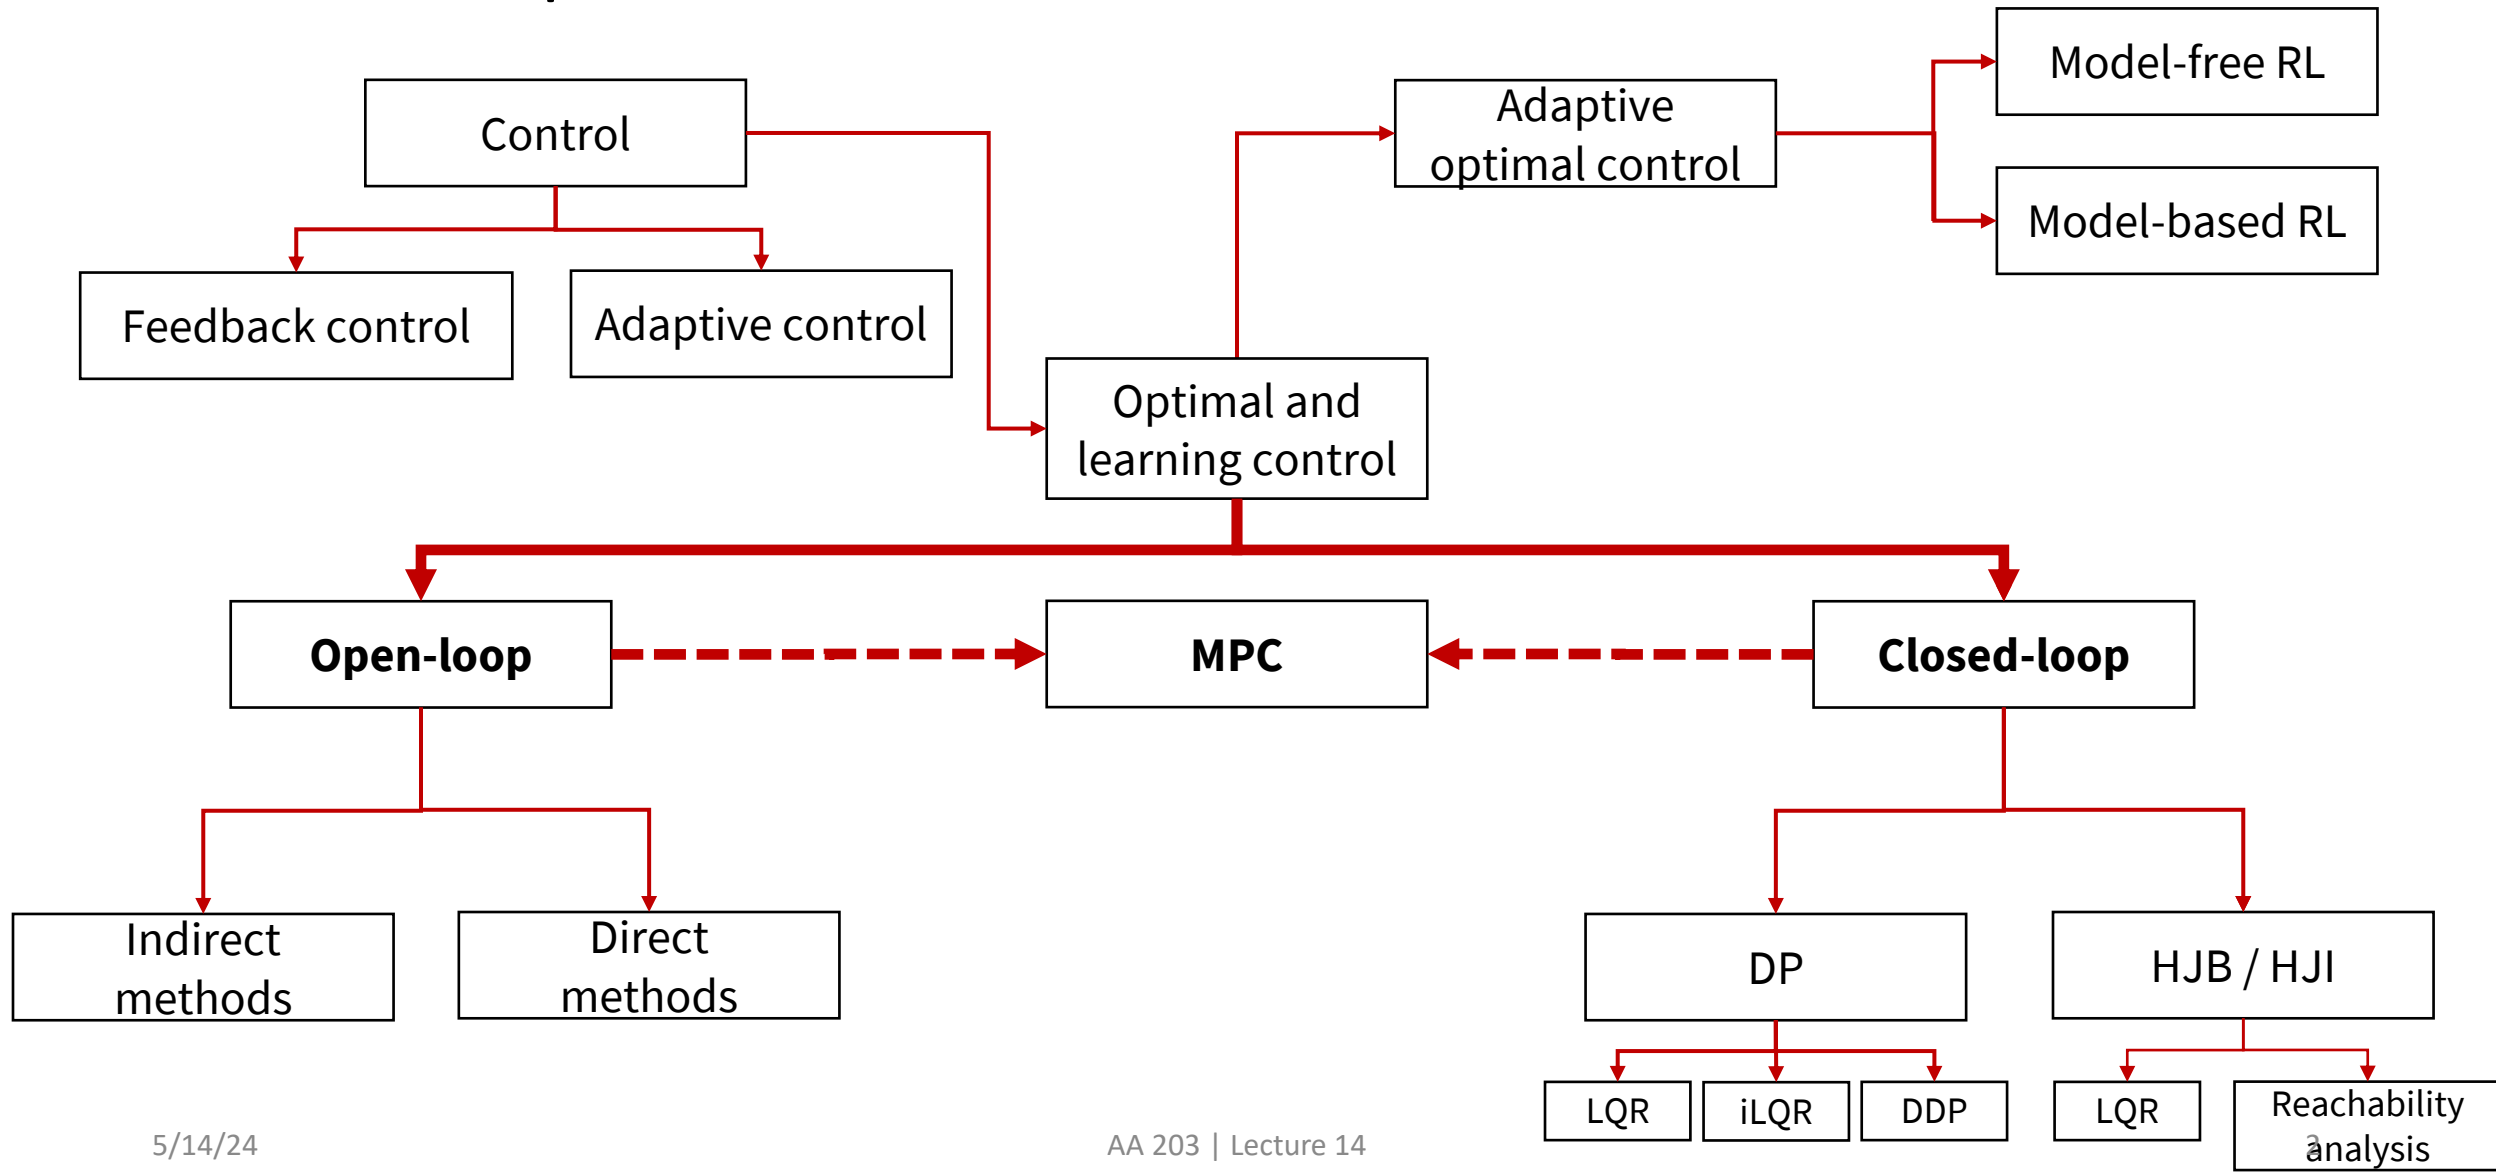 Model-free RL
Control
Adaptive
optimal control
Model-based RL
Feedback control
Adaptive control
Optimal and
learning control
Open-loop
MPC
Closed-loop
Indirect
methods
Direct
methods
DP
HJB / HJI
LQR
iLQR
DDP
LQR
Reachability
analysis
5/14/24
AA 203 | Lecture 14
2